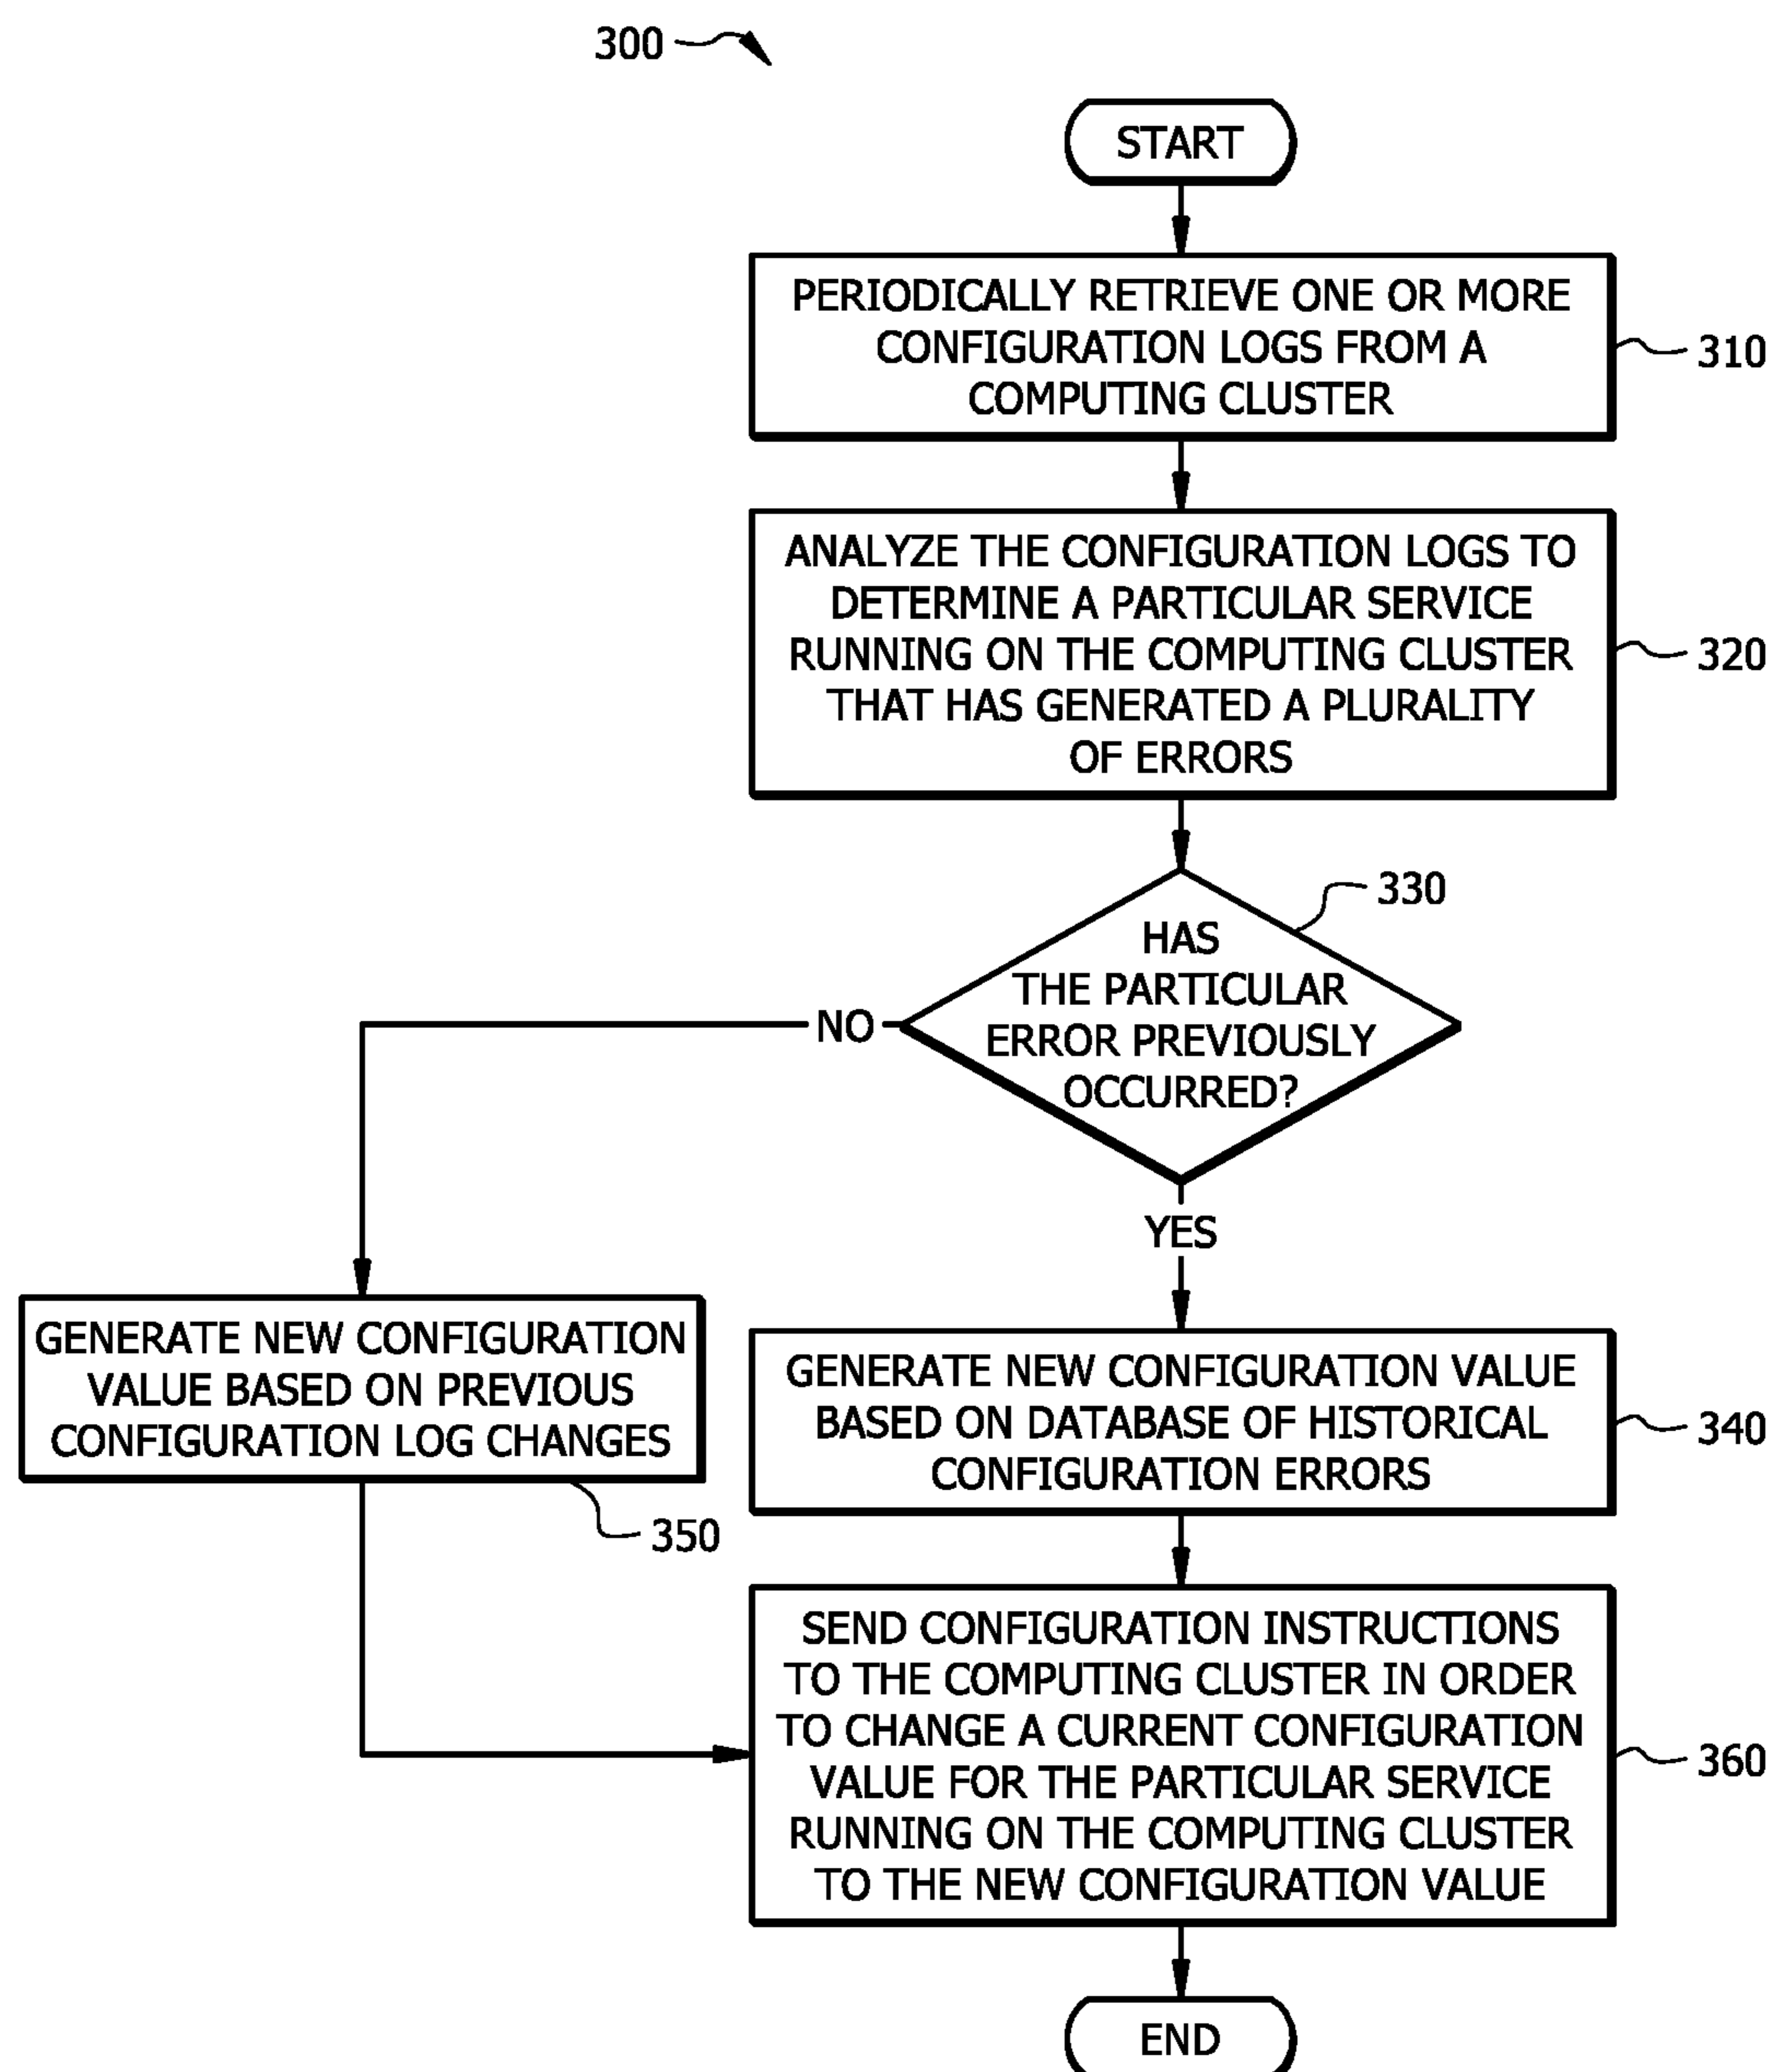 300
START
PERIODICALLY RETRIEVE ONE OR MORE
CONFIGURATION LOGS FROM A
COMPUTING CLUSTER
310
ANALYZE THE CONFIGURATION LOGS TO
DETERMINE A PARTICULAR SERVICE
RUNNING ON THE COMPUTING CLUSTER
THAT HAS GENERATED A PLURALITY
OF ERRORS
320
330
HAS
THE PARTICULAR
ERROR PREVIOUSLY
OCCURRED?
NO
YES
GENERATE NEW CONFIGURATION
VALUE BASED ON PREVIOUS
CONFIGURATION LOG CHANGES
350
GENERATE NEW CONFIGURATION VALUE
BASED ON DATABASE OF HISTORICAL
CONFIGURATION ERRORS
340
SEND CONFIGURATION INSTRUCTIONS
TO THE COMPUTING CLUSTER IN ORDER
TO CHANGE A CURRENT CONFIGURATION
VALUE FOR THE PARTICULAR SERVICE
RUNNING ON THE COMPUTING CLUSTER
TO THE NEW CONFIGURATION VALUE
360
END